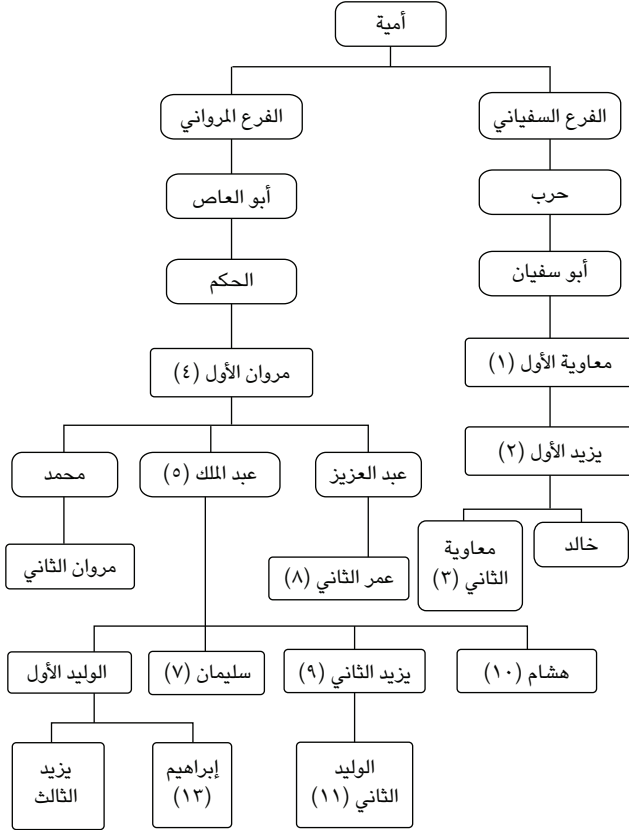 أمية
الفرع السفياني
الفرع المرواني
حرب
أبو العاص
أبو سفيان
الحكم
معاوية الأول (١)
مروان الأول (٤)
يزيد الأول (٢)
عبد العزيز
عبد الملك (٥)
محمد
خالد
معاوية
الثاني (٣)
عمر الثاني (٨)
مروان الثاني
هشام (١٠)
يزيد الثاني (٩)
سليمان (٧)
الوليد الأول
الوليد
الثاني (١١)
إبراهيم
(١٣)
يزيد
الثالث